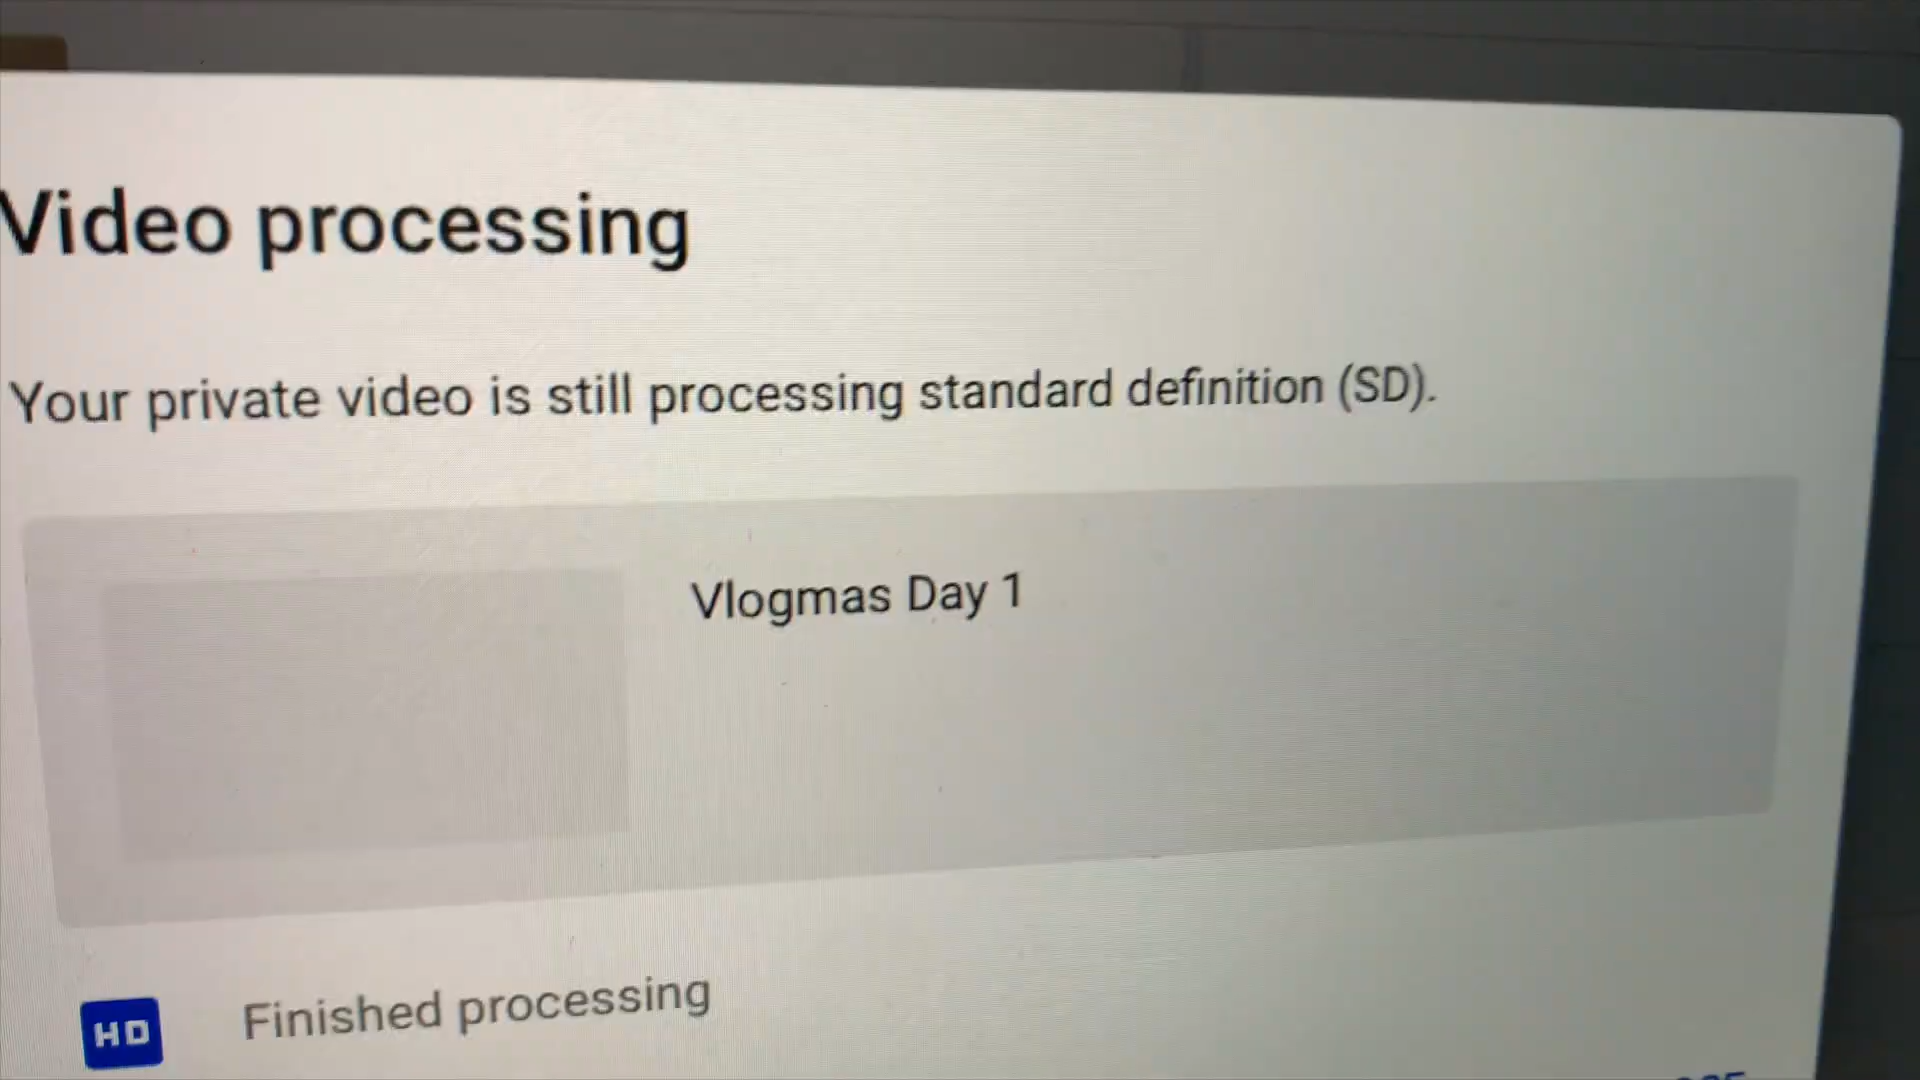 Video processing
Your private video is still processing standard definition (SD).
Vlogmas Day 1
HD Finished processing